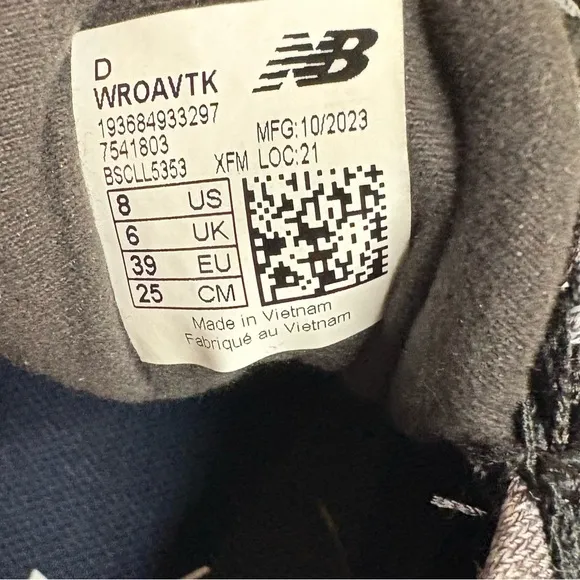 D
WROAVTK
193684933297
7541803
BSCLL5353 XFM
NB
MFG:10/2023
LOC:21
8 US
6 UK
39 EU
25 CM
Made in Vietnam
Fabriqué au Vietnam